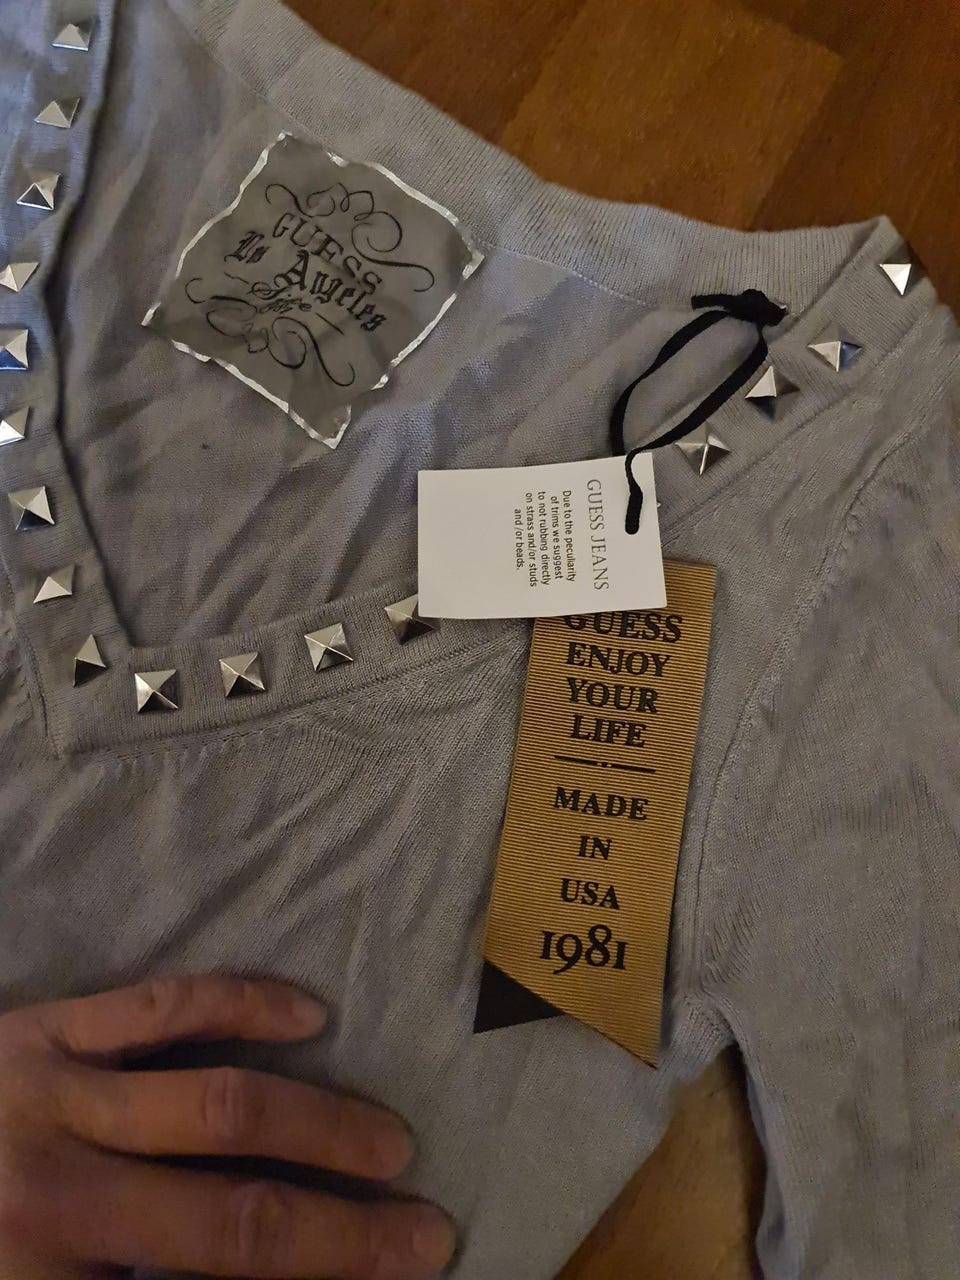 GUESS
Los Angeles
GUESS JEANS
Due to the peculiarity
of trims we suggest
to not rubbing directly
on strass and/or studs
and /or beads.
GUESS
ENJOY
YOUR
LIFE
MADE
IN
USA
1981